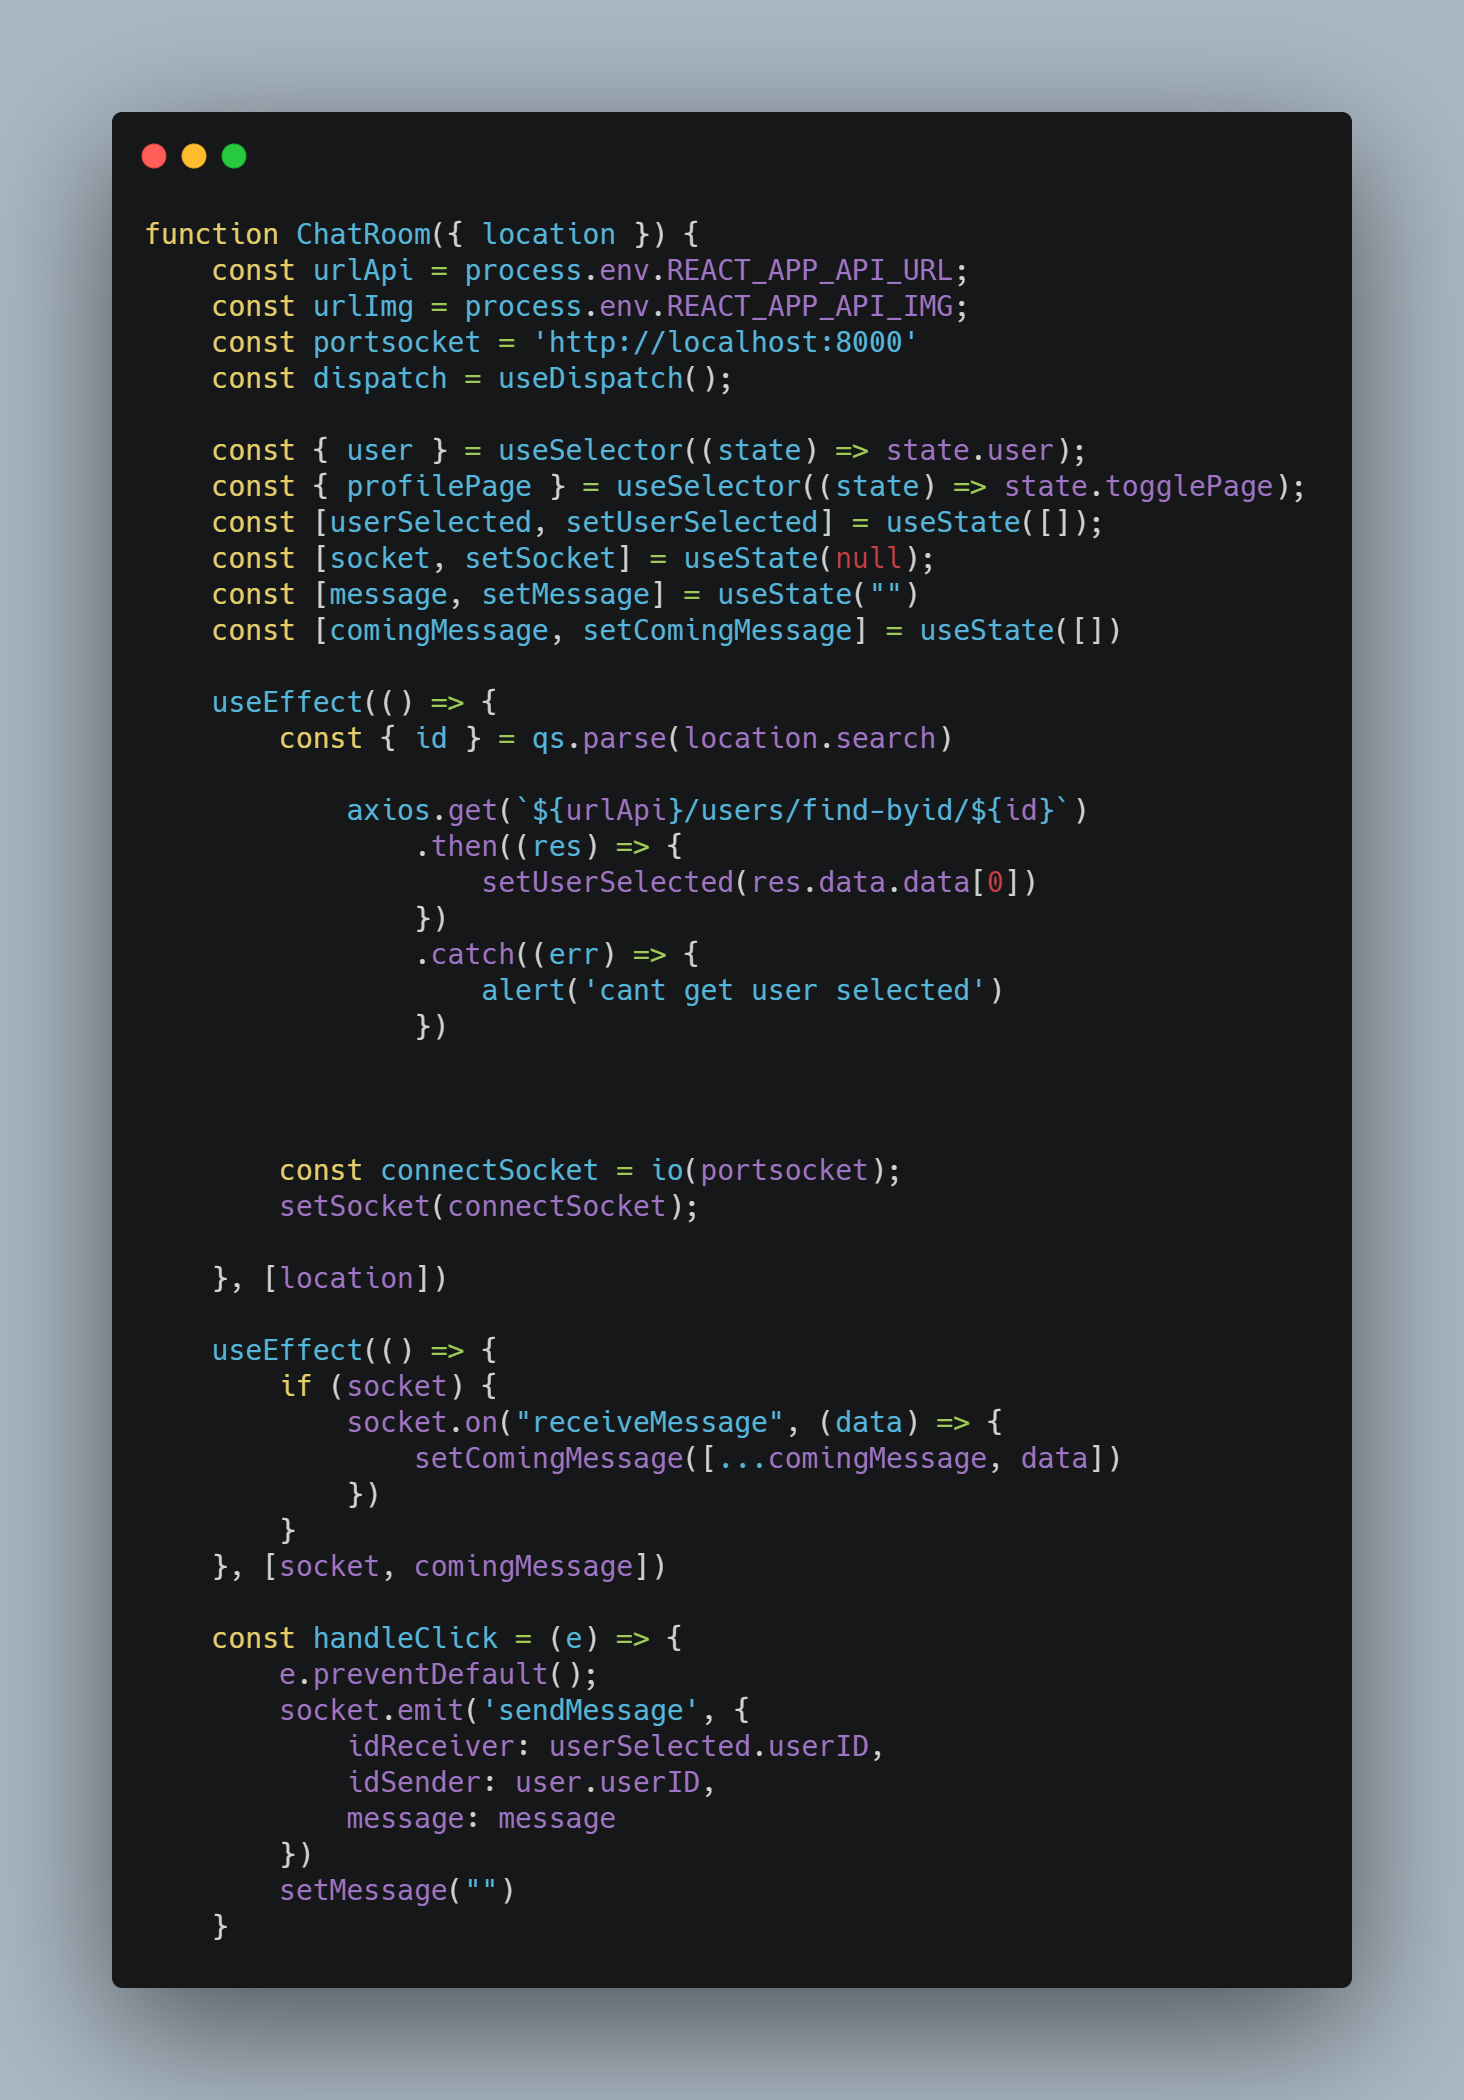 function ChatRoom({ location }) {
    const urlApi = process.env.REACT_APP_API_URL;
    const urlImg = process.env.REACT_APP_API_IMG;
    const portsocket = 'http://localhost:8000'
    const dispatch = useDispatch();

    const { user } = useSelector((state) => state.user);
    const { profilePage } = useSelector((state) => state.togglePage);
    const [userSelected, setUserSelected] = useState([]);
    const [socket, setSocket] = useState(null);
    const [message, setMessage] = useState("")
    const [comingMessage, setComingMessage] = useState([])

    useEffect(() => {
        const { id } = qs.parse(location.search)

            axios.get(`${urlApi}/users/find-byid/${id}`)
                .then((res) => {
                    setUserSelected(res.data.data[0])
                })
                .catch((err) => {
                    alert('cant get user selected')
                })



        const connectSocket = io(portsocket);
        setSocket(connectSocket);

    }, [location])

    useEffect(() => {
        if (socket) {
            socket.on("receiveMessage", (data) => {
                setComingMessage([...comingMessage, data])
            })
        }
    }, [socket, comingMessage])

    const handleClick = (e) => {
        e.preventDefault();
        socket.emit('sendMessage', {
            idReceiver: userSelected.userID,
            idSender: user.userID,
            message: message
        })
        setMessage("")
    }